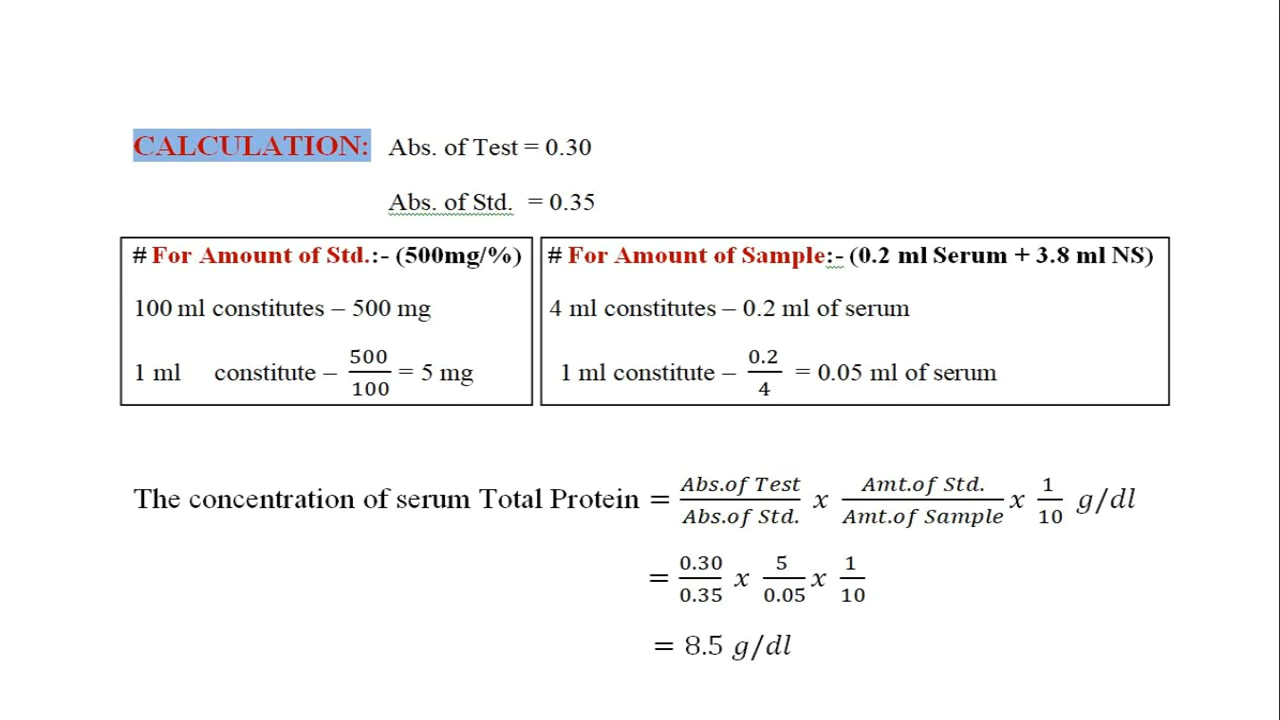 CALCULATION: Abs. of Test = 0.30
Abs. of Std. = 0.35
# For Amount of Std.:- (500mg/%)
100 ml constitutes – 500 mg
1 ml constitute – 500/100 = 5 mg
# For Amount of Sample:- (0.2 ml Serum + 3.8 ml NS)
4 ml constitutes – 0.2 ml of serum
1 ml constitute – 0.2/4 = 0.05 ml of serum
The concentration of serum Total Protein = Abs.of Test/Abs.of Std. x Amt.of Std./Amt.of Sample x 1/10 g/dl
= 0.30/0.35 x 5/0.05 x 1/10
= 8.5 g/dl